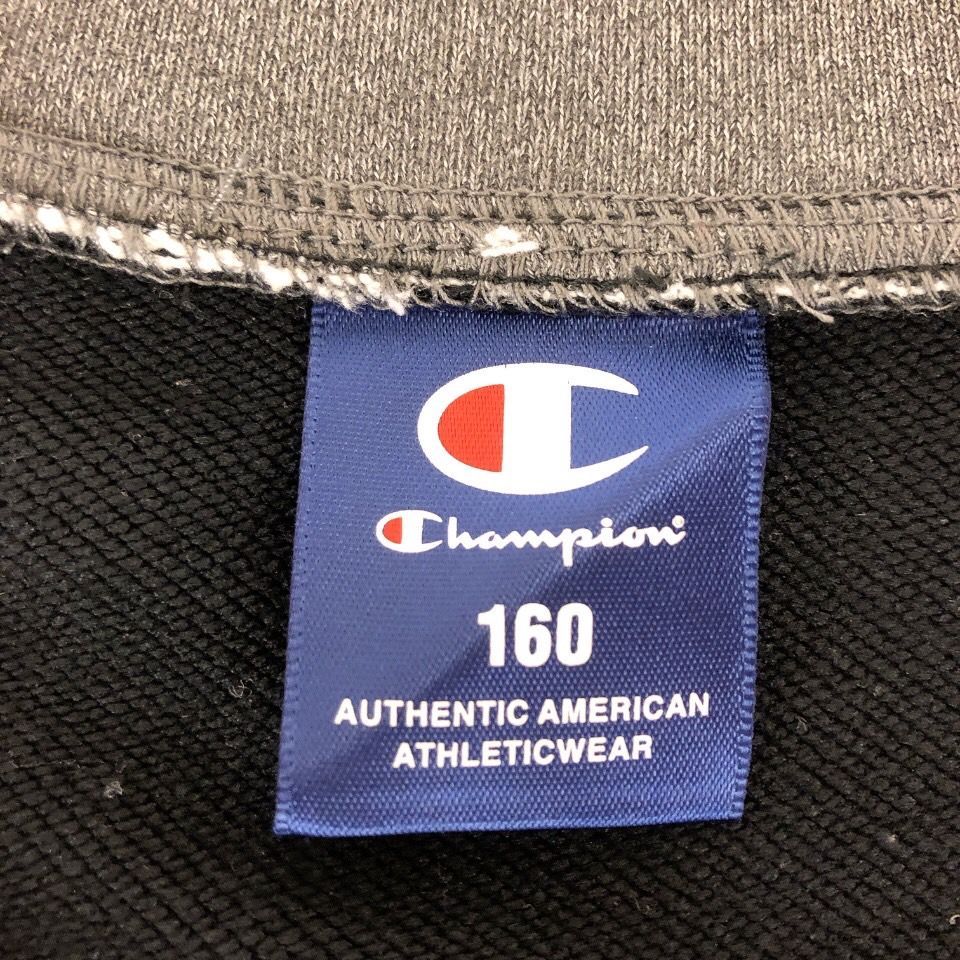 Champion®
160
AUTHENTIC AMERICAN
ATHLETICWEAR